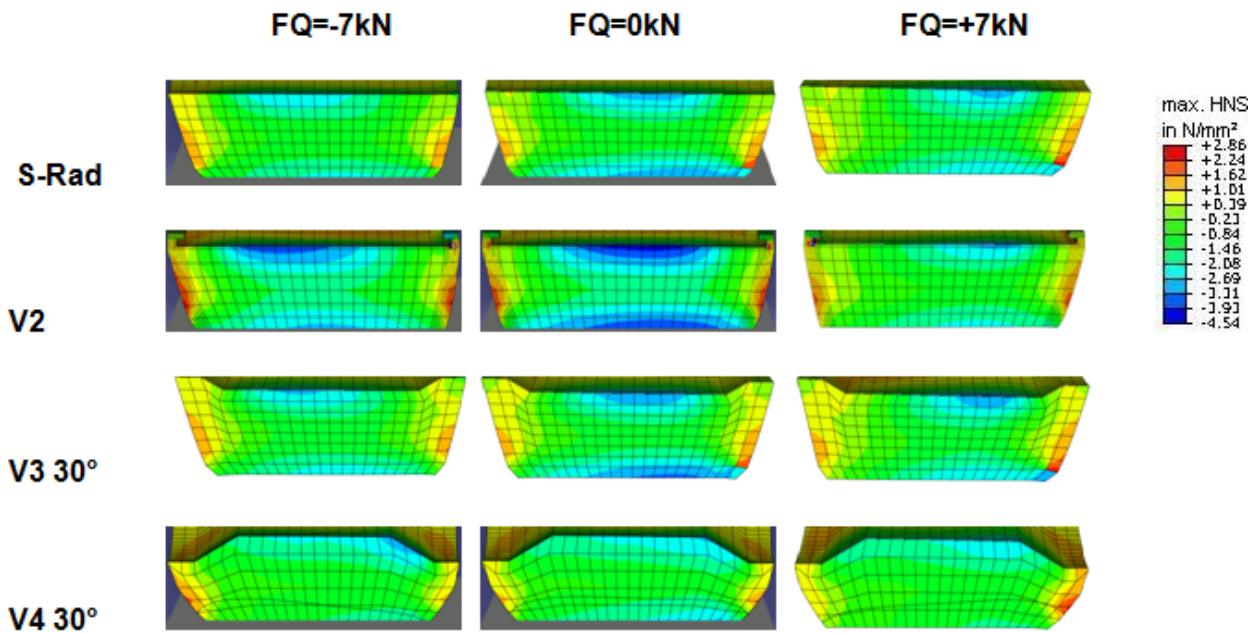 FQ=-7kN FQ=0kN FQ=+7kN
max. HNS
in N/mm²
+2.86
+2.24
+1.62
+1.01
+0.39
-0.23
-0.84
-1.46
-2.08
-2.69
-3.31
-3.93
-4.54
S-Rad
V2
V3 30°
V4 30°